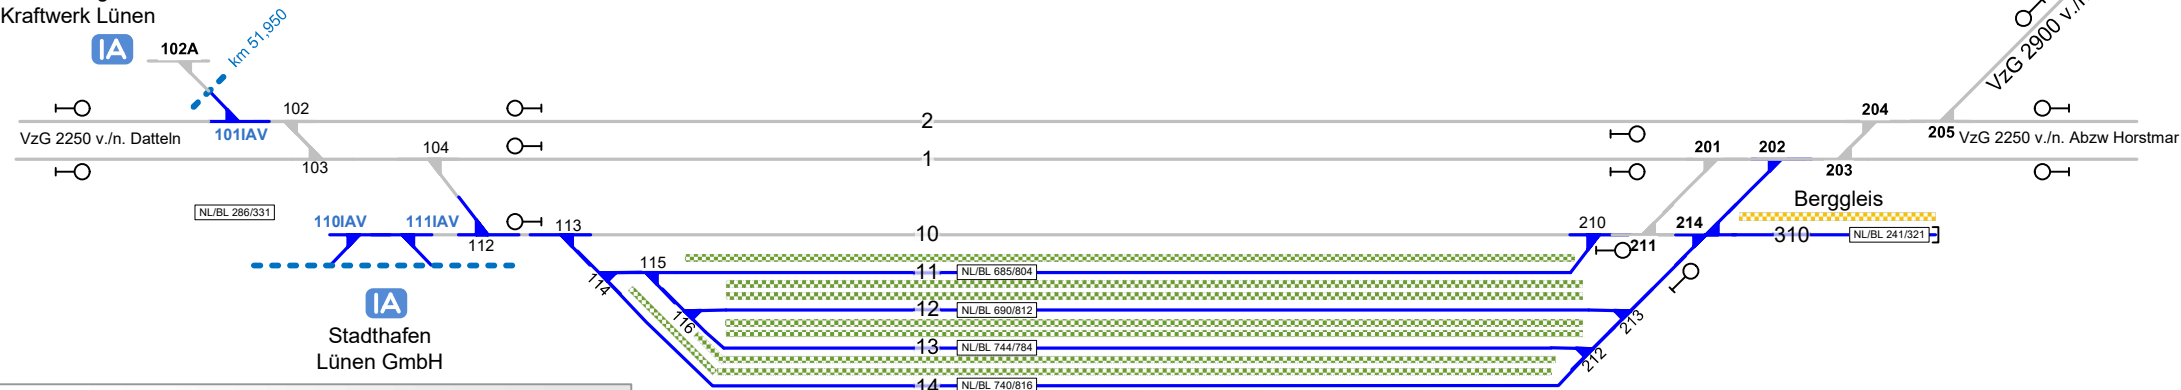 Kraftwerk Lünen
IA
102A
km 51,950
VzG 2900 v./n.
102
2
204
101IAV
205
VzG 2250 v./n. Datteln
VzG 2250 v./n. Abzw Horstmar
104
1
201
202
103
203
Berggleis
NL/BL 286/331
110IAV
111IAV
112
113
10
210
211
214
310
NL/BL 241/321
115
114
11
NL/BL 685/804
IA
116
12
NL/BL 690/812
213
Stadthafen
Lünen GmbH
13
NL/BL 744/784
212
14
NL/BL 740/816